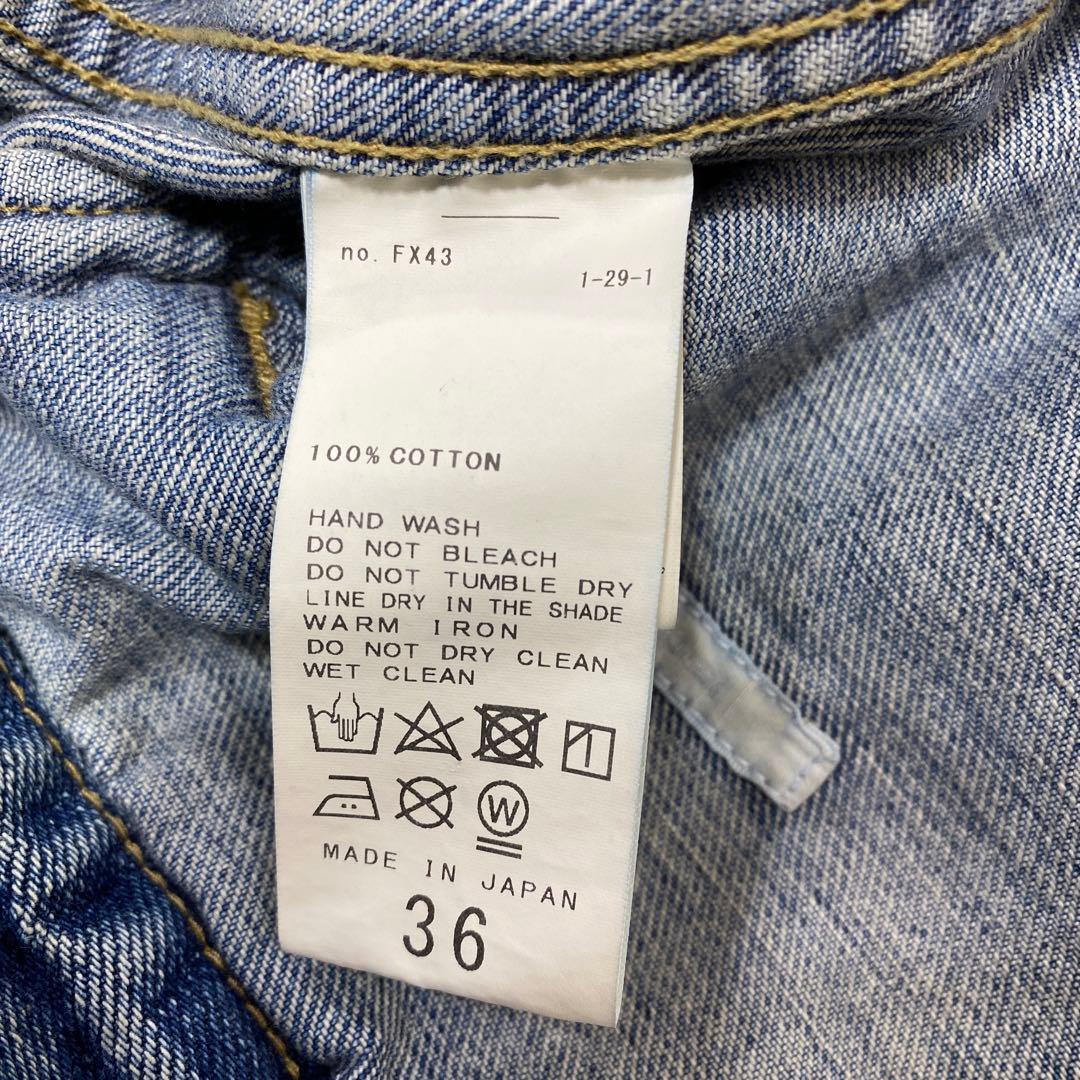 no. FX43
1-29-1
100% COTTON
HAND WASH
DO NOT BLEACH
DO NOT TUMBLE DRY
LINE DRY IN THE SHADE
WARM IRON
DO NOT DRY CLEAN
WET CLEAN
W
MADE IN JAPAN
36